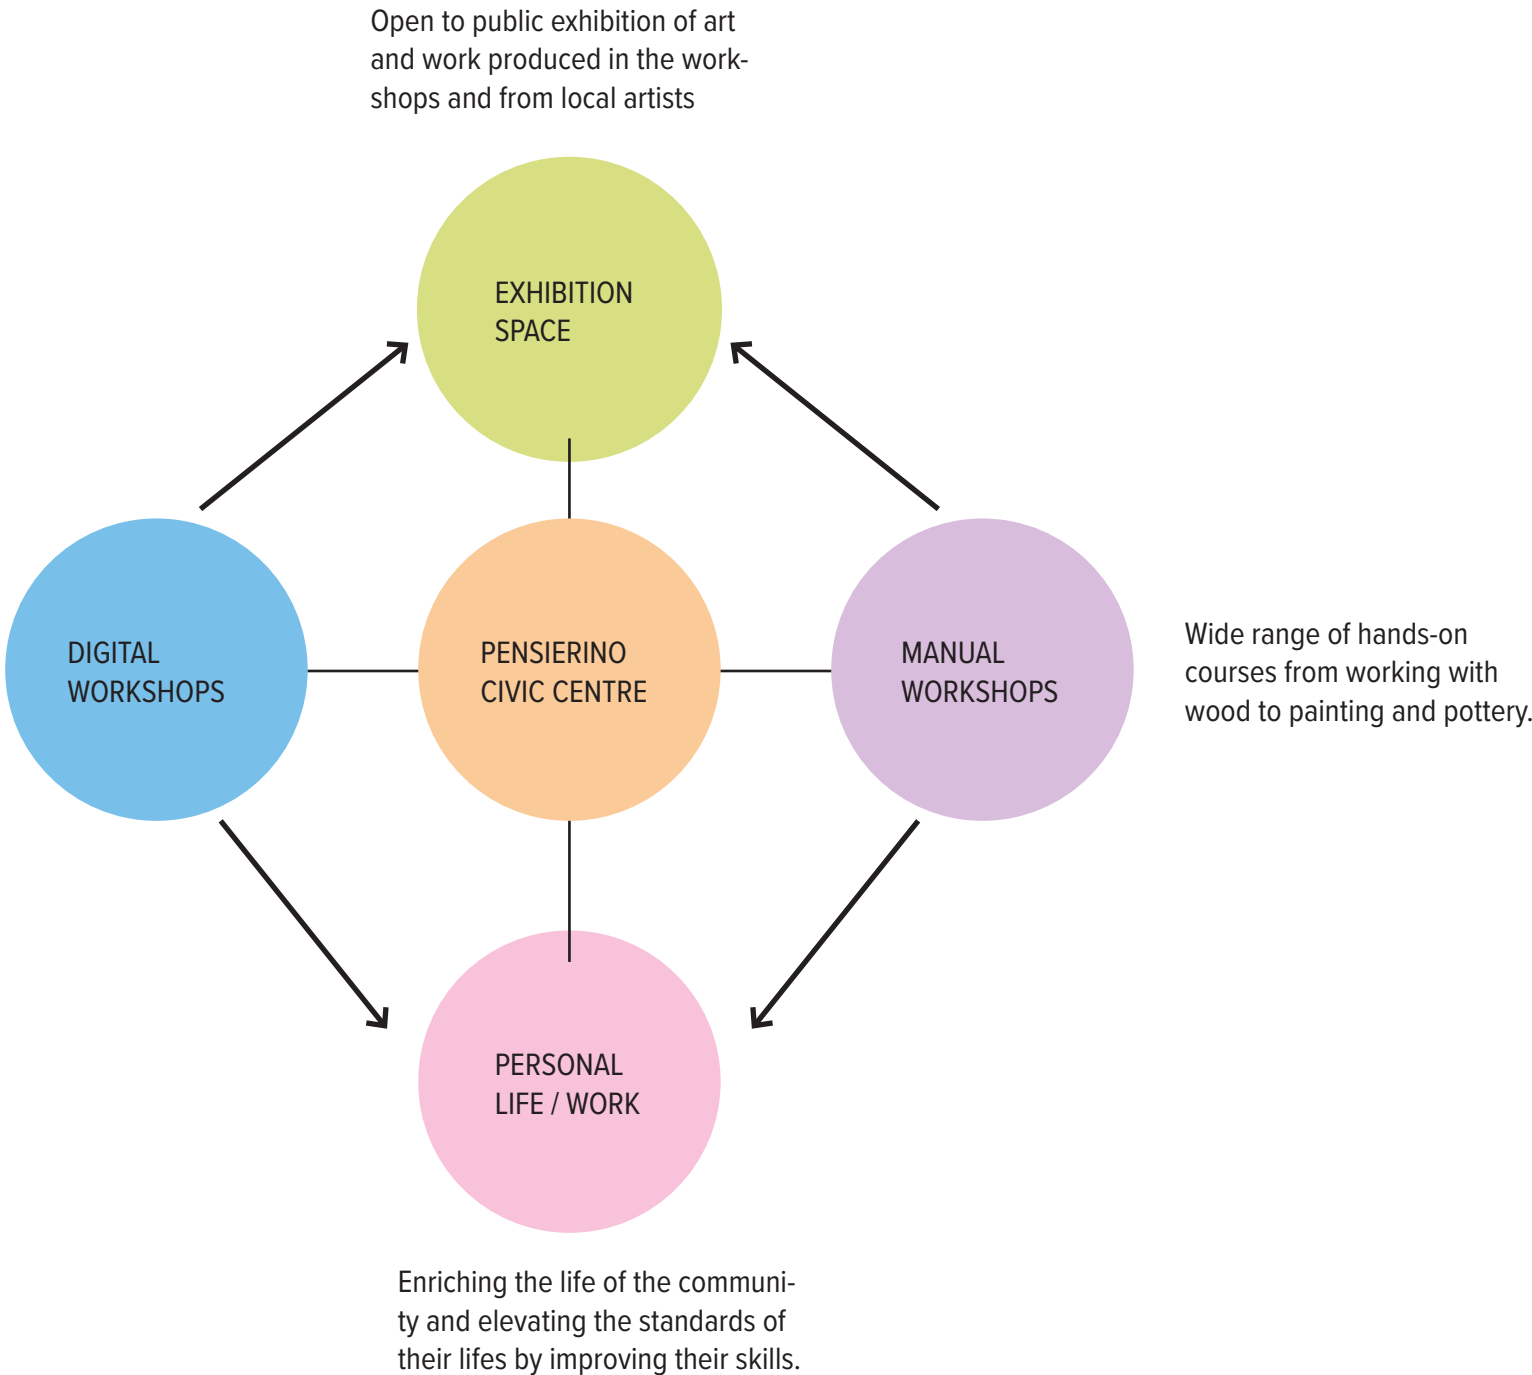 Open to public exhibition of art
and work produced in the work-
shops and from local artists
EXHIBITION
SPACE
DIGITAL
WORKSHOPS
PENSIERINO
CIVIC CENTRE
MANUAL
WORKSHOPS
Wide range of hands-on
courses from working with
wood to painting and pottery.
PERSONAL
LIFE / WORK
Enriching the life of the communi-
ty and elevating the standards of
their lifes by improving their skills.